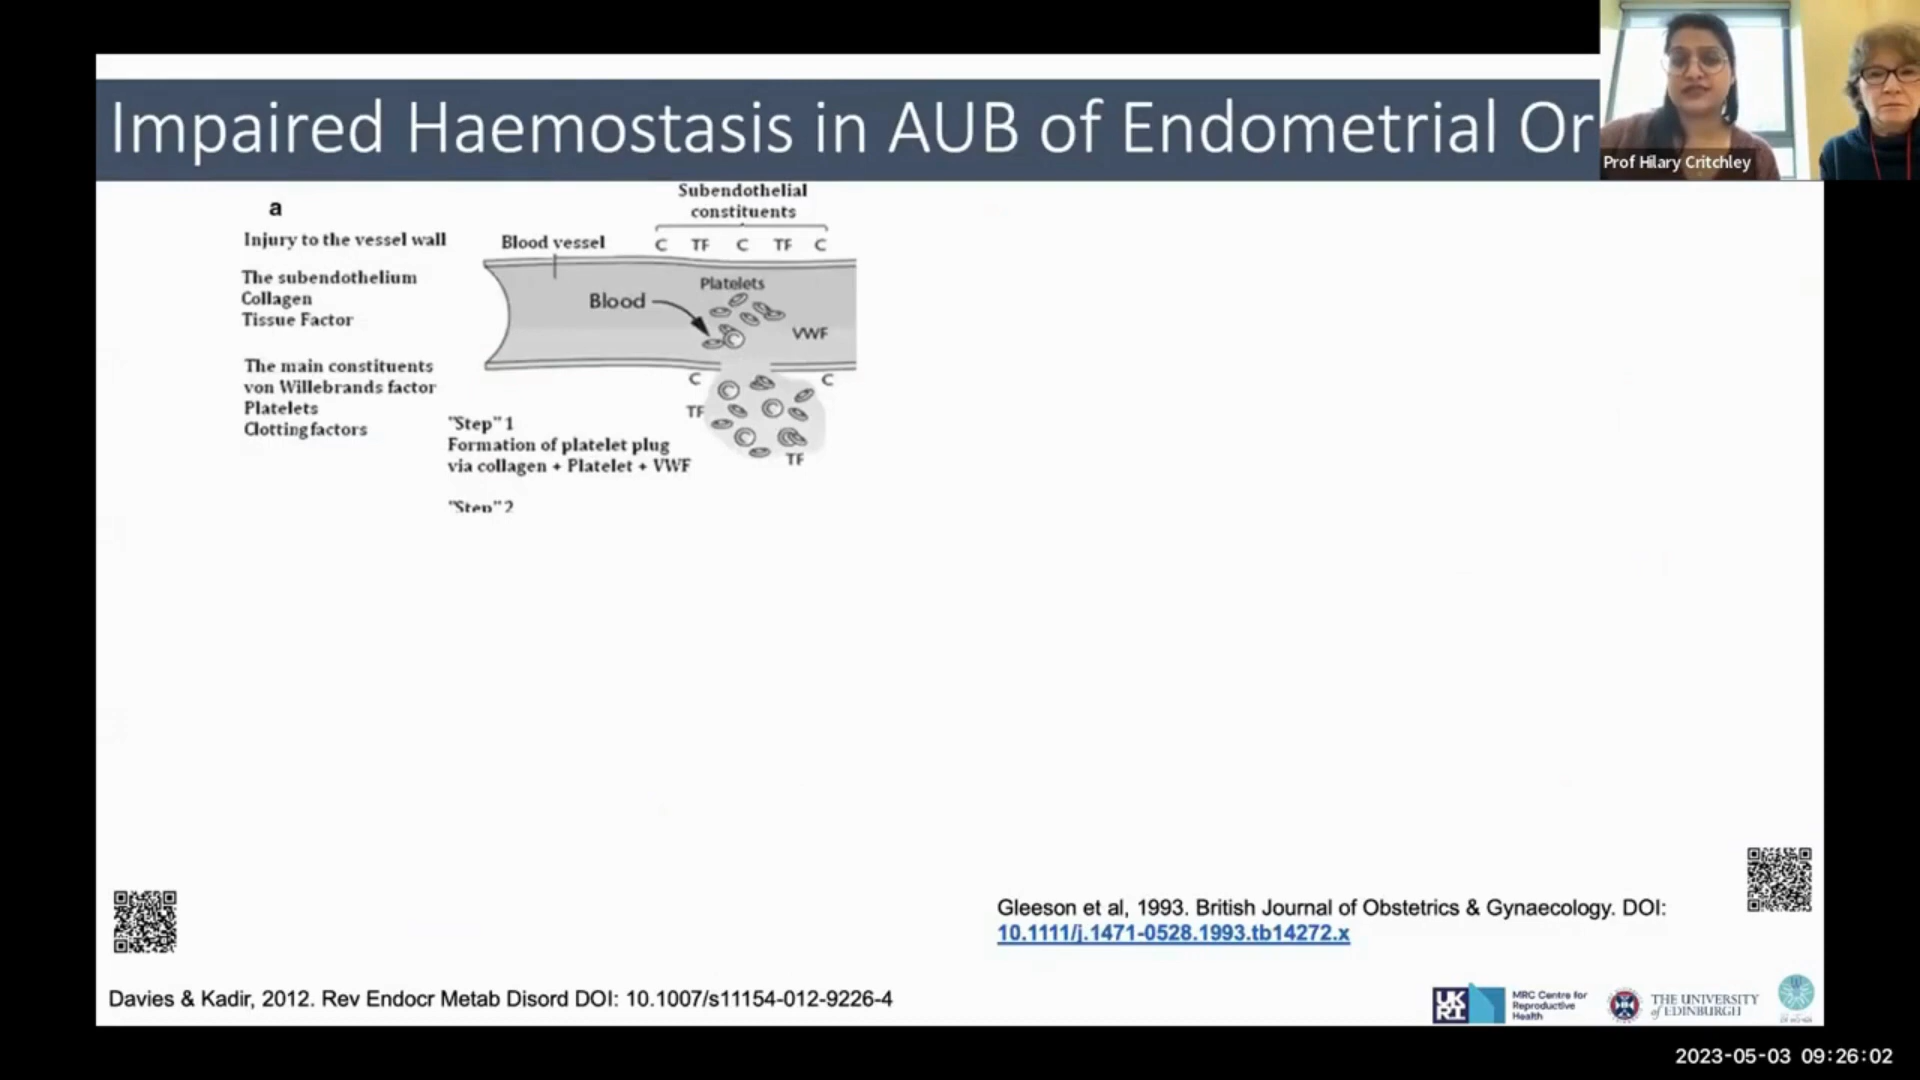 Impaired Haemostasis in AUB of Endometrial Or
Prof Hilary Critchley
a
Injury to the vessel wall
The subendothelium
Collagen
Tissue Factor
The main constituents
von Willebrands factor
Platelets
Clotting factors
Subendothelial
constituents
Blood vessel
C TF C TF C
Platelets
Blood
VWF
C
C
TF
TF
"Step" 1
Formation of platelet plug
via collagen + Platelet + VWF
"Step" 2
Gleeson et al, 1993. British Journal of Obstetrics & Gynaecology. DOI:
10.1111/j.1471-0528.1993.tb14272.x
Davies & Kadir, 2012. Rev Endocr Metab Disord DOI: 10.1007/s11154-012-9226-4
UK
RI
MRC Centre for
Reproductive
Health
THE UNIVERSITY
of EDINBURGH
2023-05-03 09:26:02